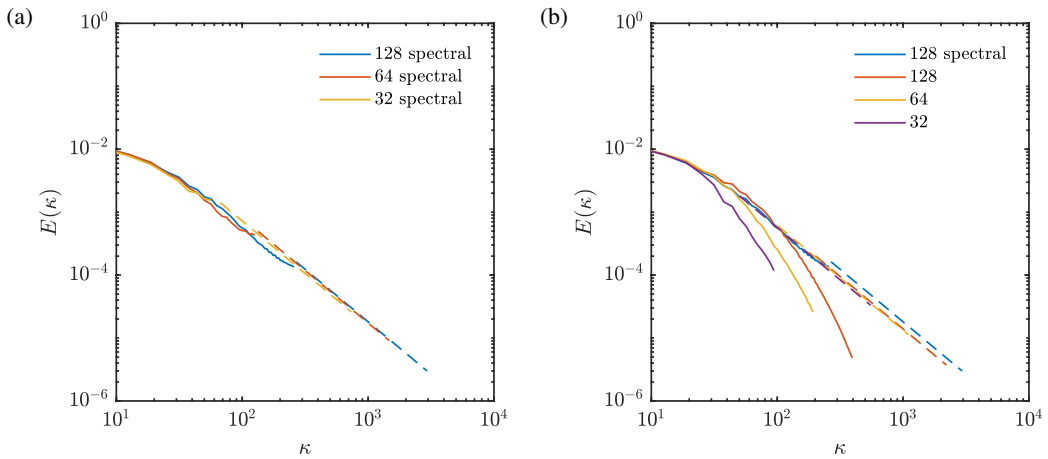 (a)
10^0
10^{-2}
10^{-4}
10^{-6}
E(κ)
128 spectral
64 spectral
32 spectral
10^1
10^2
10^3
10^4
κ
(b)
10^0
10^{-2}
10^{-4}
10^{-6}
E(κ)
128 spectral
128
64
32
10^1
10^2
10^3
10^4
κ